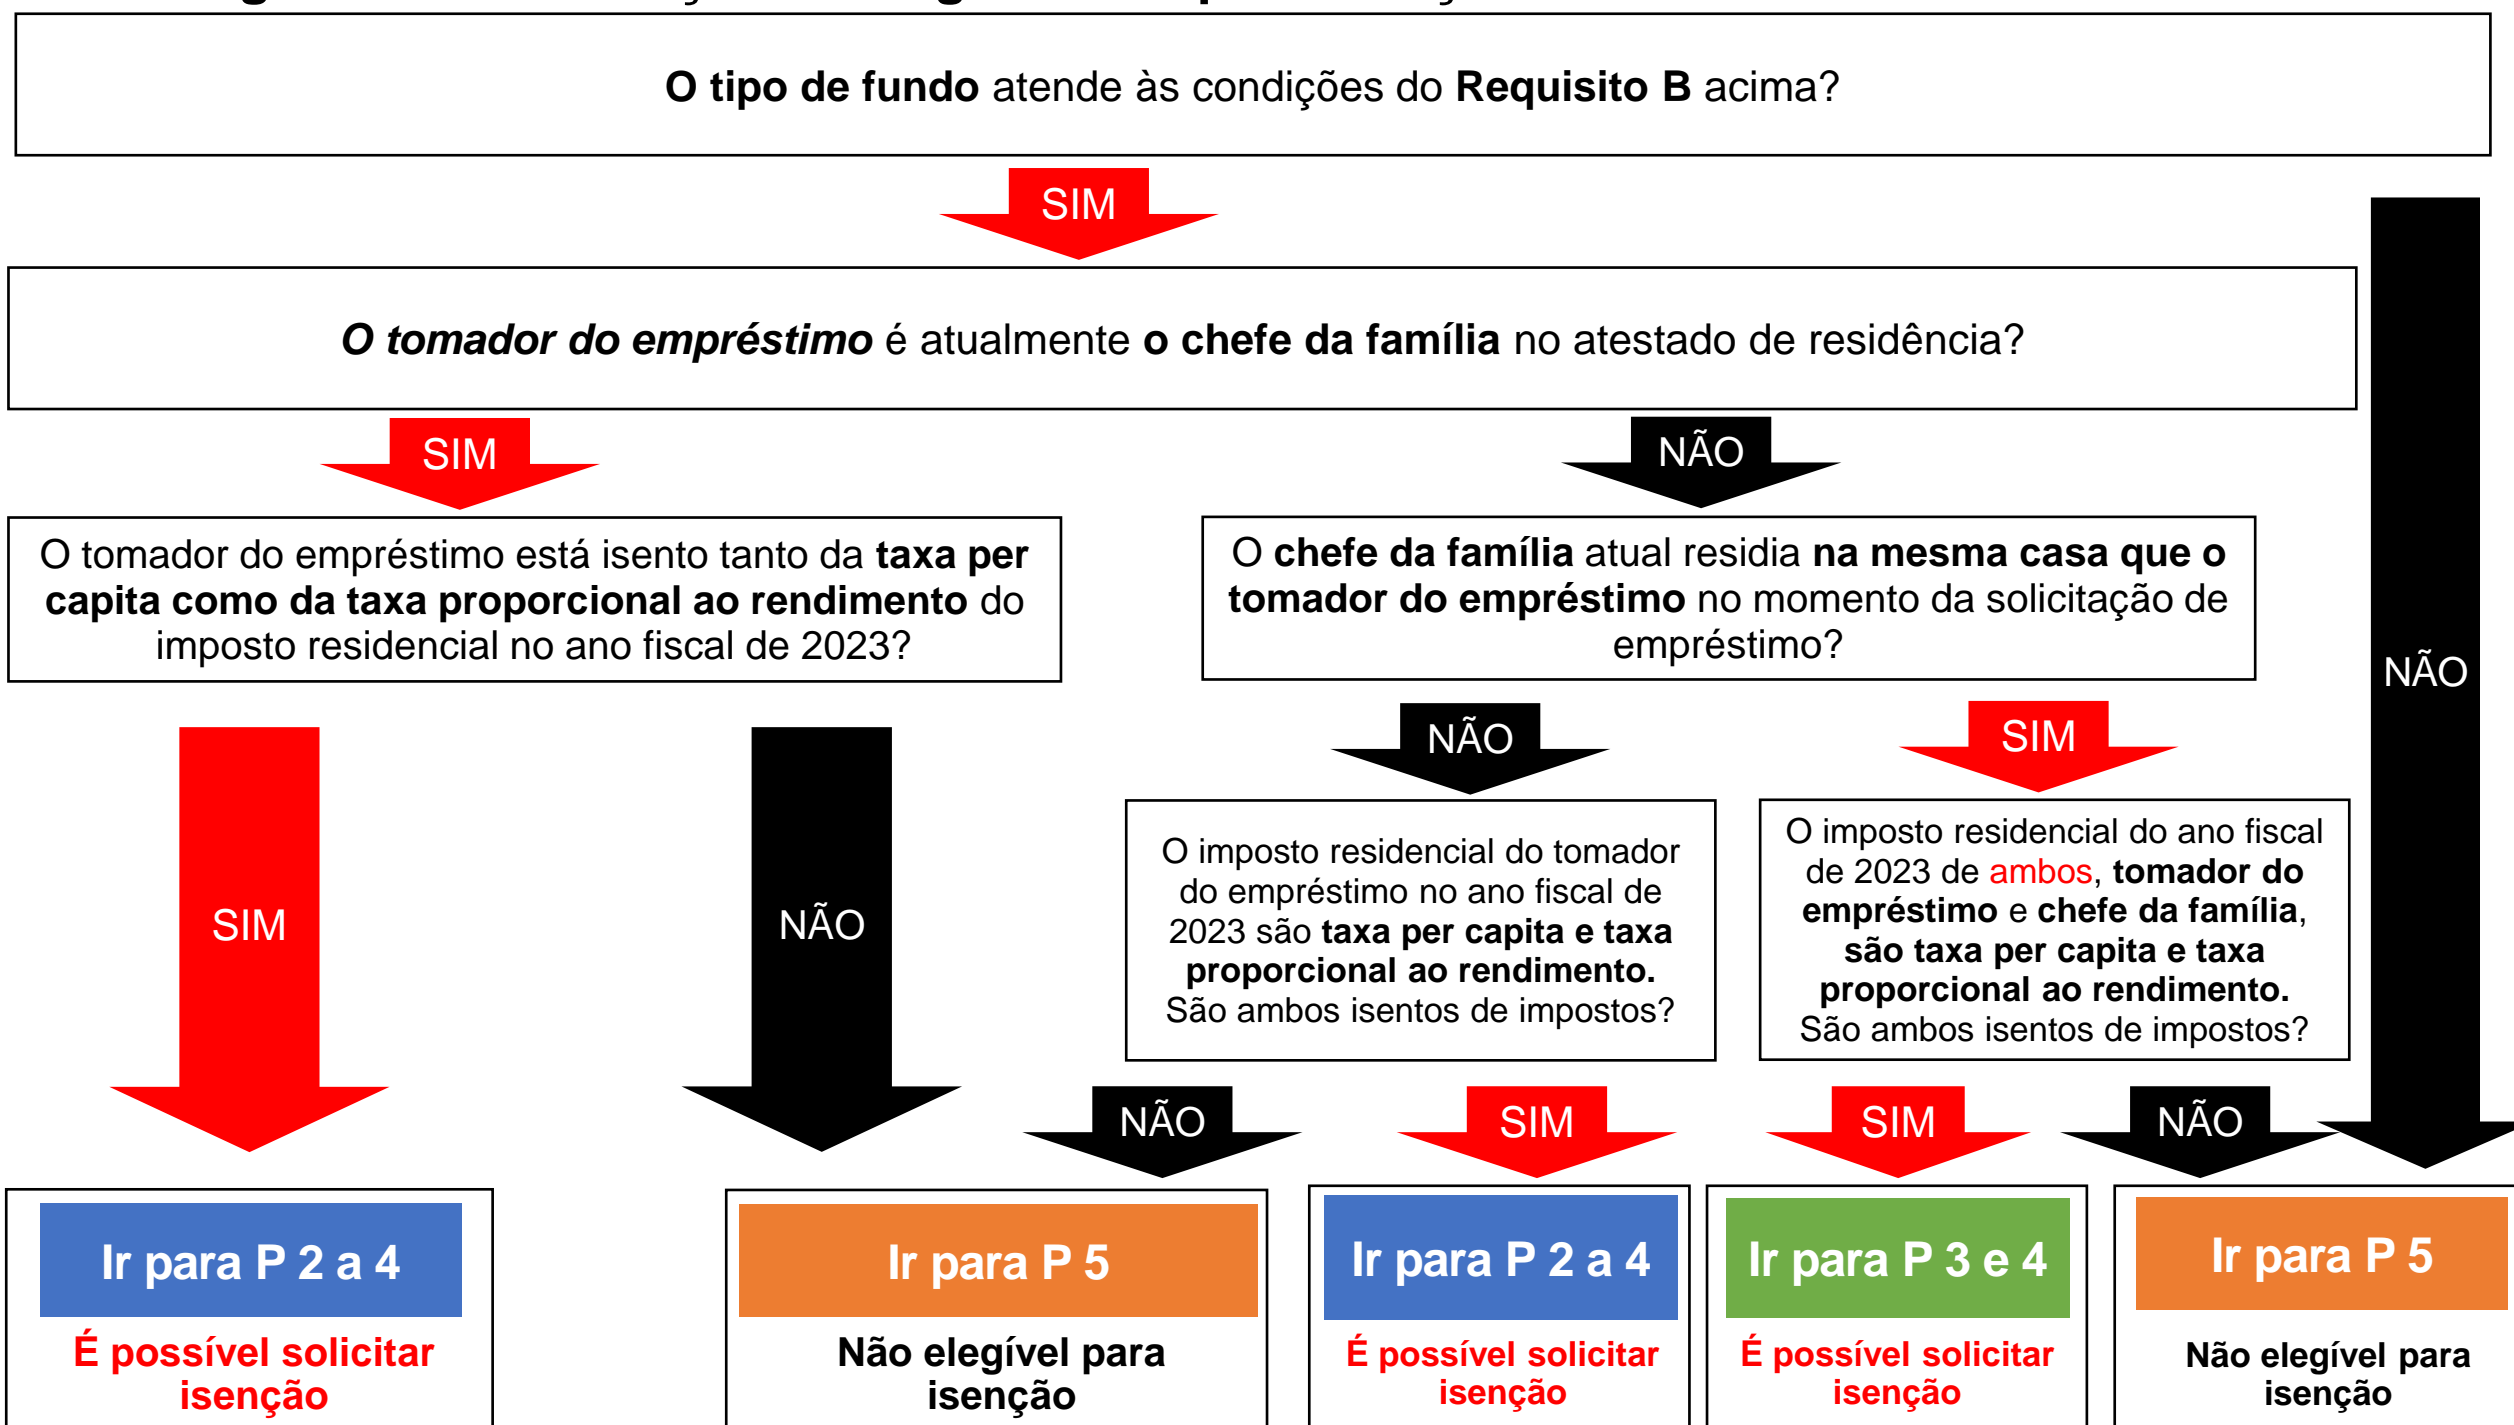 O tipo de fundo atende às condições do Requisito B acima?
SIM
O tomador do empréstimo é atualmente o chefe da família no atestado de residência?
SIM
NÃO
O tomador do empréstimo está isento tanto da taxa per
capita como da taxa proporcional ao rendimento do
imposto residencial no ano fiscal de 2023?
O chefe da família atual residia na mesma casa que o
tomador do empréstimo no momento da solicitação de
empréstimo?
NÃO
NÃO
SIM
O imposto residencial do tomador
do empréstimo no ano fiscal de
2023 são taxa per capita e taxa
proporcional ao rendimento.
São ambos isentos de impostos?
O imposto residencial do ano fiscal
de 2023 de ambos, tomador do
empréstimo e chefe da família,
são taxa per capita e taxa
proporcional ao rendimento.
São ambos isentos de impostos?
SIM
NÃO
NÃO
SIM
SIM
NÃO
Ir para P 2 a 4
É possível solicitar
isenção
Ir para P 5
Não elegível para
isenção
Ir para P 2 a 4
É possível solicitar
isenção
Ir para P 3 e 4
É possível solicitar
isenção
Ir para P 5
Não elegível para
isenção